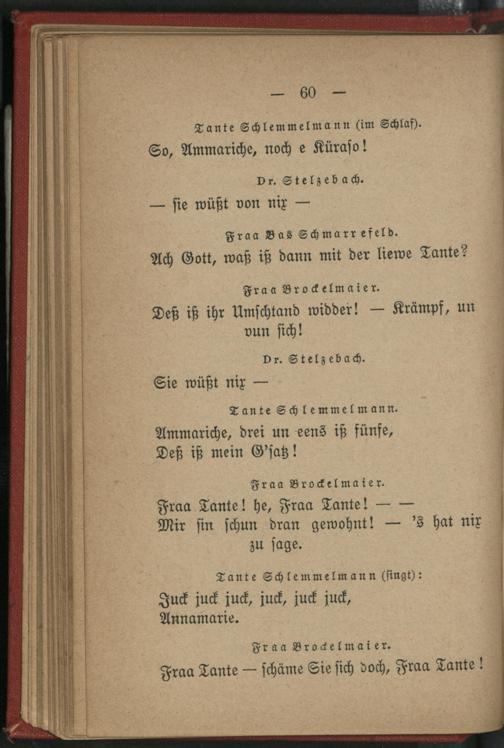 — 60 —
Tante Schlemmelmann (im Schlaf).
So, Ammariche, noch e Küraso!
Dr. Stelzebach.
— sie wüßt von nix —
Fraa Bas Schmarrefeld.
Ach Gott, waß iß dann mit der liewe Tante?
Fraa Brockelmaier.
Deß iß ihr Umschtand widder! — Krämpf, un
vun sich!
Dr. Stelzebach.
Sie wüßt nix —
Tante Schlemmelmann.
Ammariche, drei un eens iß fünfe,
Deß iß mein G'satz!
Fraa Brockelmaier.
Fraa Tante! he, Fraa Tante! — —
Mir sin schun dran gewohnt! — 's hat nix
zu sage.
Tante Schlemmelmann (singt):
Juck juck juck, juck, juck juck,
Annamarie.
Fraa Brockelmaier.
Fraa Tante — schäme Sie sich doch, Fraa Tante!